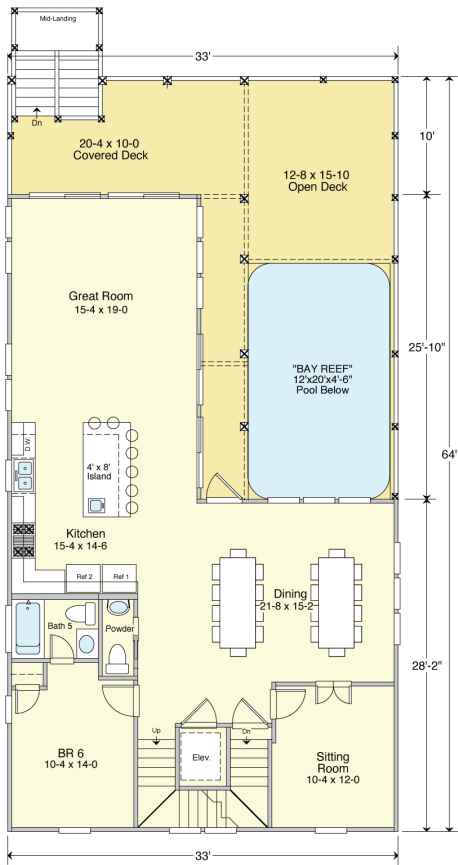 Mid-Landing
33'
Dn
20-4 x 10-0
Covered Deck
12-8 x 15-10
Open Deck
10'
Great Room
15-4 x 19-0
25'-10"
"BAY REEF"
12'x20'x4'-6"
Pool Below
64'
D.W.
4' x 8'
Island
Kitchen
15-4 x 14-6
Ref 2
Ref 1
Dining
21-8 x 15-2
Bath 5
Powder
28'-2"
Up
Dn
Elev.
BR 6
10-4 x 14-0
Sitting
Room
10-4 x 12-0
33'